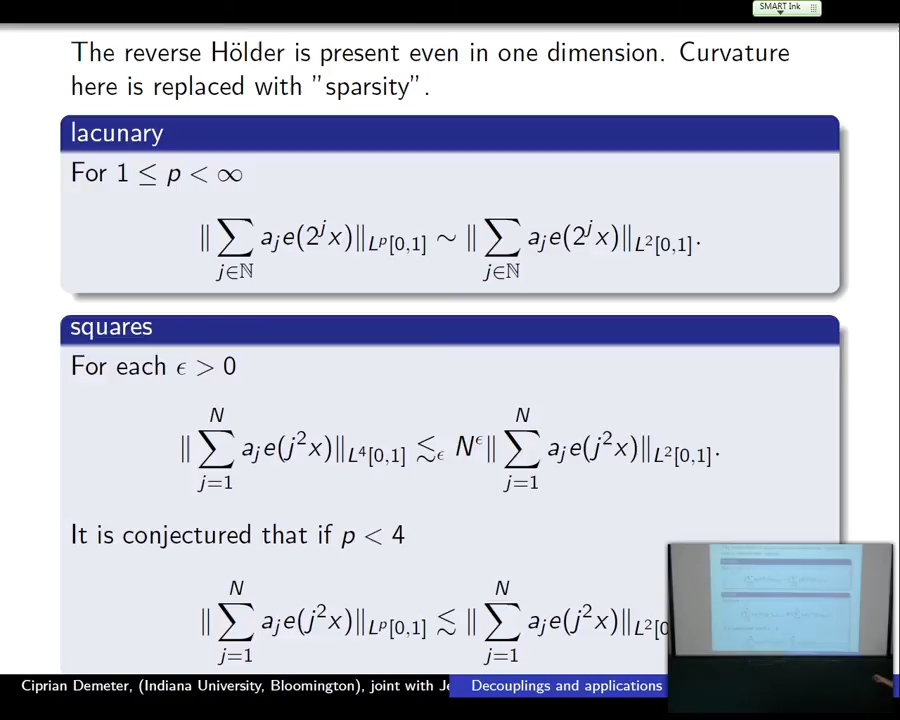 SMART Ink
The reverse Hölder is present even in one dimension. Curvature
here is replaced with "sparsity".
lacunary
For 1 ≤ p < ∞
‖ ∑_{j∈ℕ} a_j e(2^j x)‖_{L^p[0,1]} ∼ ‖ ∑_{j∈ℕ} a_j e(2^j x)‖_{L^2[0,1]}.
squares
For each ϵ > 0
‖ ∑_{j=1}^{N} a_j e(j^2 x)‖_{L^4[0,1]} ≲_ϵ N^ϵ ‖ ∑_{j=1}^{N} a_j e(j^2 x)‖_{L^2[0,1]}.
It is conjectured that if p < 4
‖ ∑_{j=1}^{N} a_j e(j^2 x)‖_{L^p[0,1]} ≲ ‖ ∑_{j=1}^{N} a_j e(j^2 x)‖_{L^2[0
Ciprian Demeter, (Indiana University, Bloomington), joint with Je Decouplings and applications